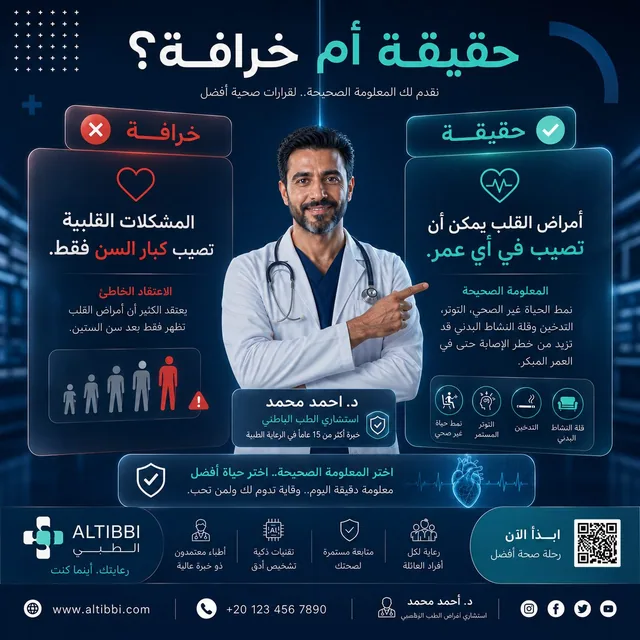 حقيقة أم خرافة؟
نقدم لك المعلومة الصحيحة.. لقرارات صحية أفضل
حقيقة
أمراض القلب يمكن أن
تصيب في أي عمر.
المعلومة الصحيحة
نمط الحياة غير الصحي، التوتر،
التدخين وقلة النشاط البدني قد
تزيد من خطر الإصابة حتى في
العمر المبكر.
قلة النشاط
البدني
التدخين
التوتر
المستمر
نمط حياة
غير صحي
خرافة
المشكلات القلبية
تصيب كبار السن فقط.
الاعتقاد الخاطئ
يعتقد الكثير أن أمراض القلب
تظهر فقط بعد سن الستين.
د. احمد محمد
استشاري الطب الباطني
خبرة أكثر من 15 عاماً في الرعاية الطبية
اختر المعلومة الصحيحة.. اختر حياة أفضل
معلومة دقيقة اليوم.. وقاية تدوم لك ولمن تحب.
ابدأ الآن
رحلة صحة أفضل
رعاية لكل
أفراد العائلة
متابعة مستمرة
لصحتك
تقنيات ذكية
تشخيص أدق
أطباء معتمدون
ذو خبرة عالية
ALTIBBI
الطبي
رعايتك. أينما كنت
www.altibbi.com
+20 123 456 7890
د. أحمد محمد
استشاري امراض الطب